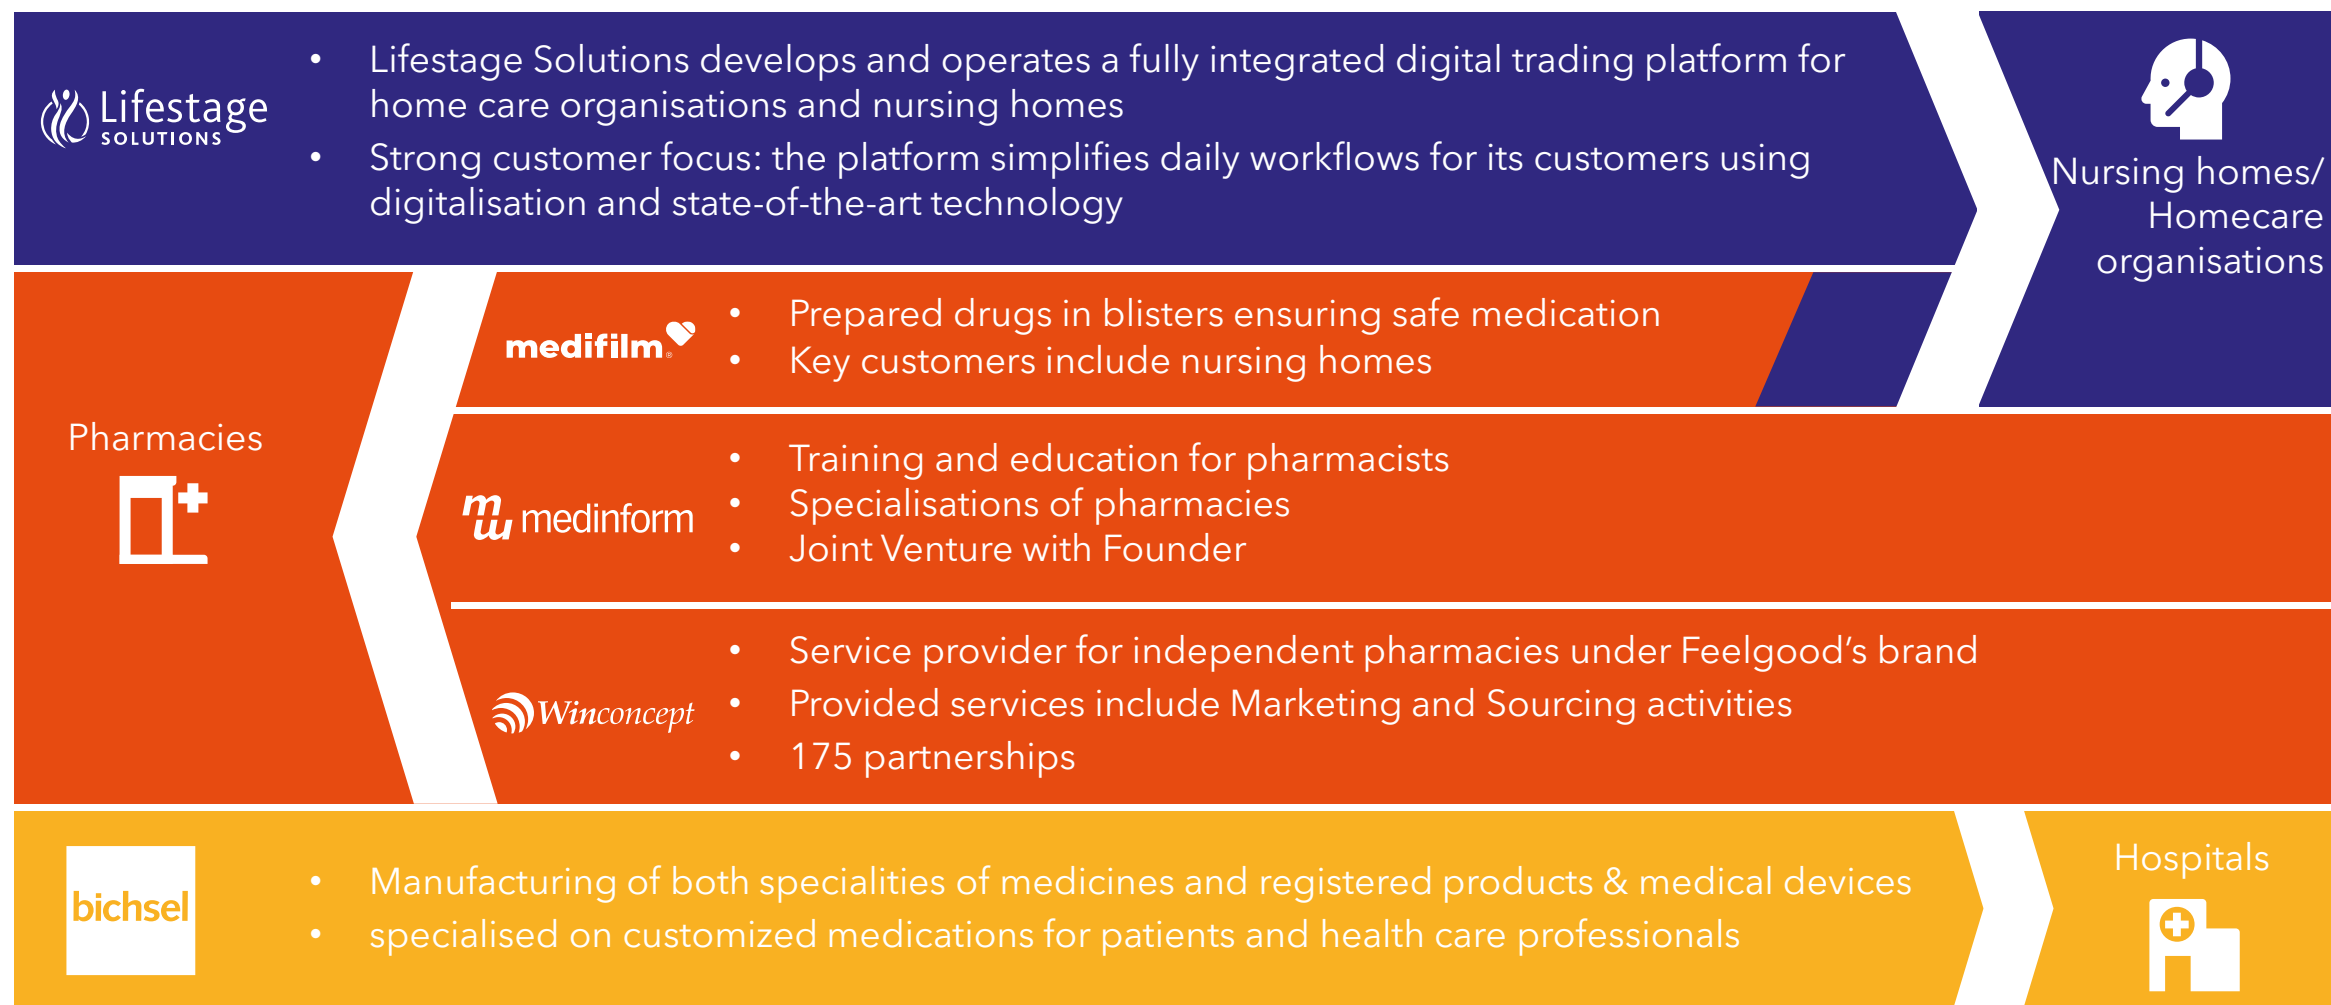 Lifestage
SOLUTIONS
• Lifestage Solutions develops and operates a fully integrated digital trading platform for
home care organisations and nursing homes
• Strong customer focus: the platform simplifies daily workflows for its customers using
digitalisation and state-of-the-art technology
Nursing homes/
Homecare
organisations
Pharmacies
medifilm®
• Prepared drugs in blisters ensuring safe medication
• Key customers include nursing homes
medinform
• Training and education for pharmacists
• Specialisations of pharmacies
• Joint Venture with Founder
Winconcept
• Service provider for independent pharmacies under Feelgood’s brand
• Provided services include Marketing and Sourcing activities
• 175 partnerships
bichsel
• Manufacturing of both specialities of medicines and registered products & medical devices
• specialised on customized medications for patients and health care professionals
Hospitals